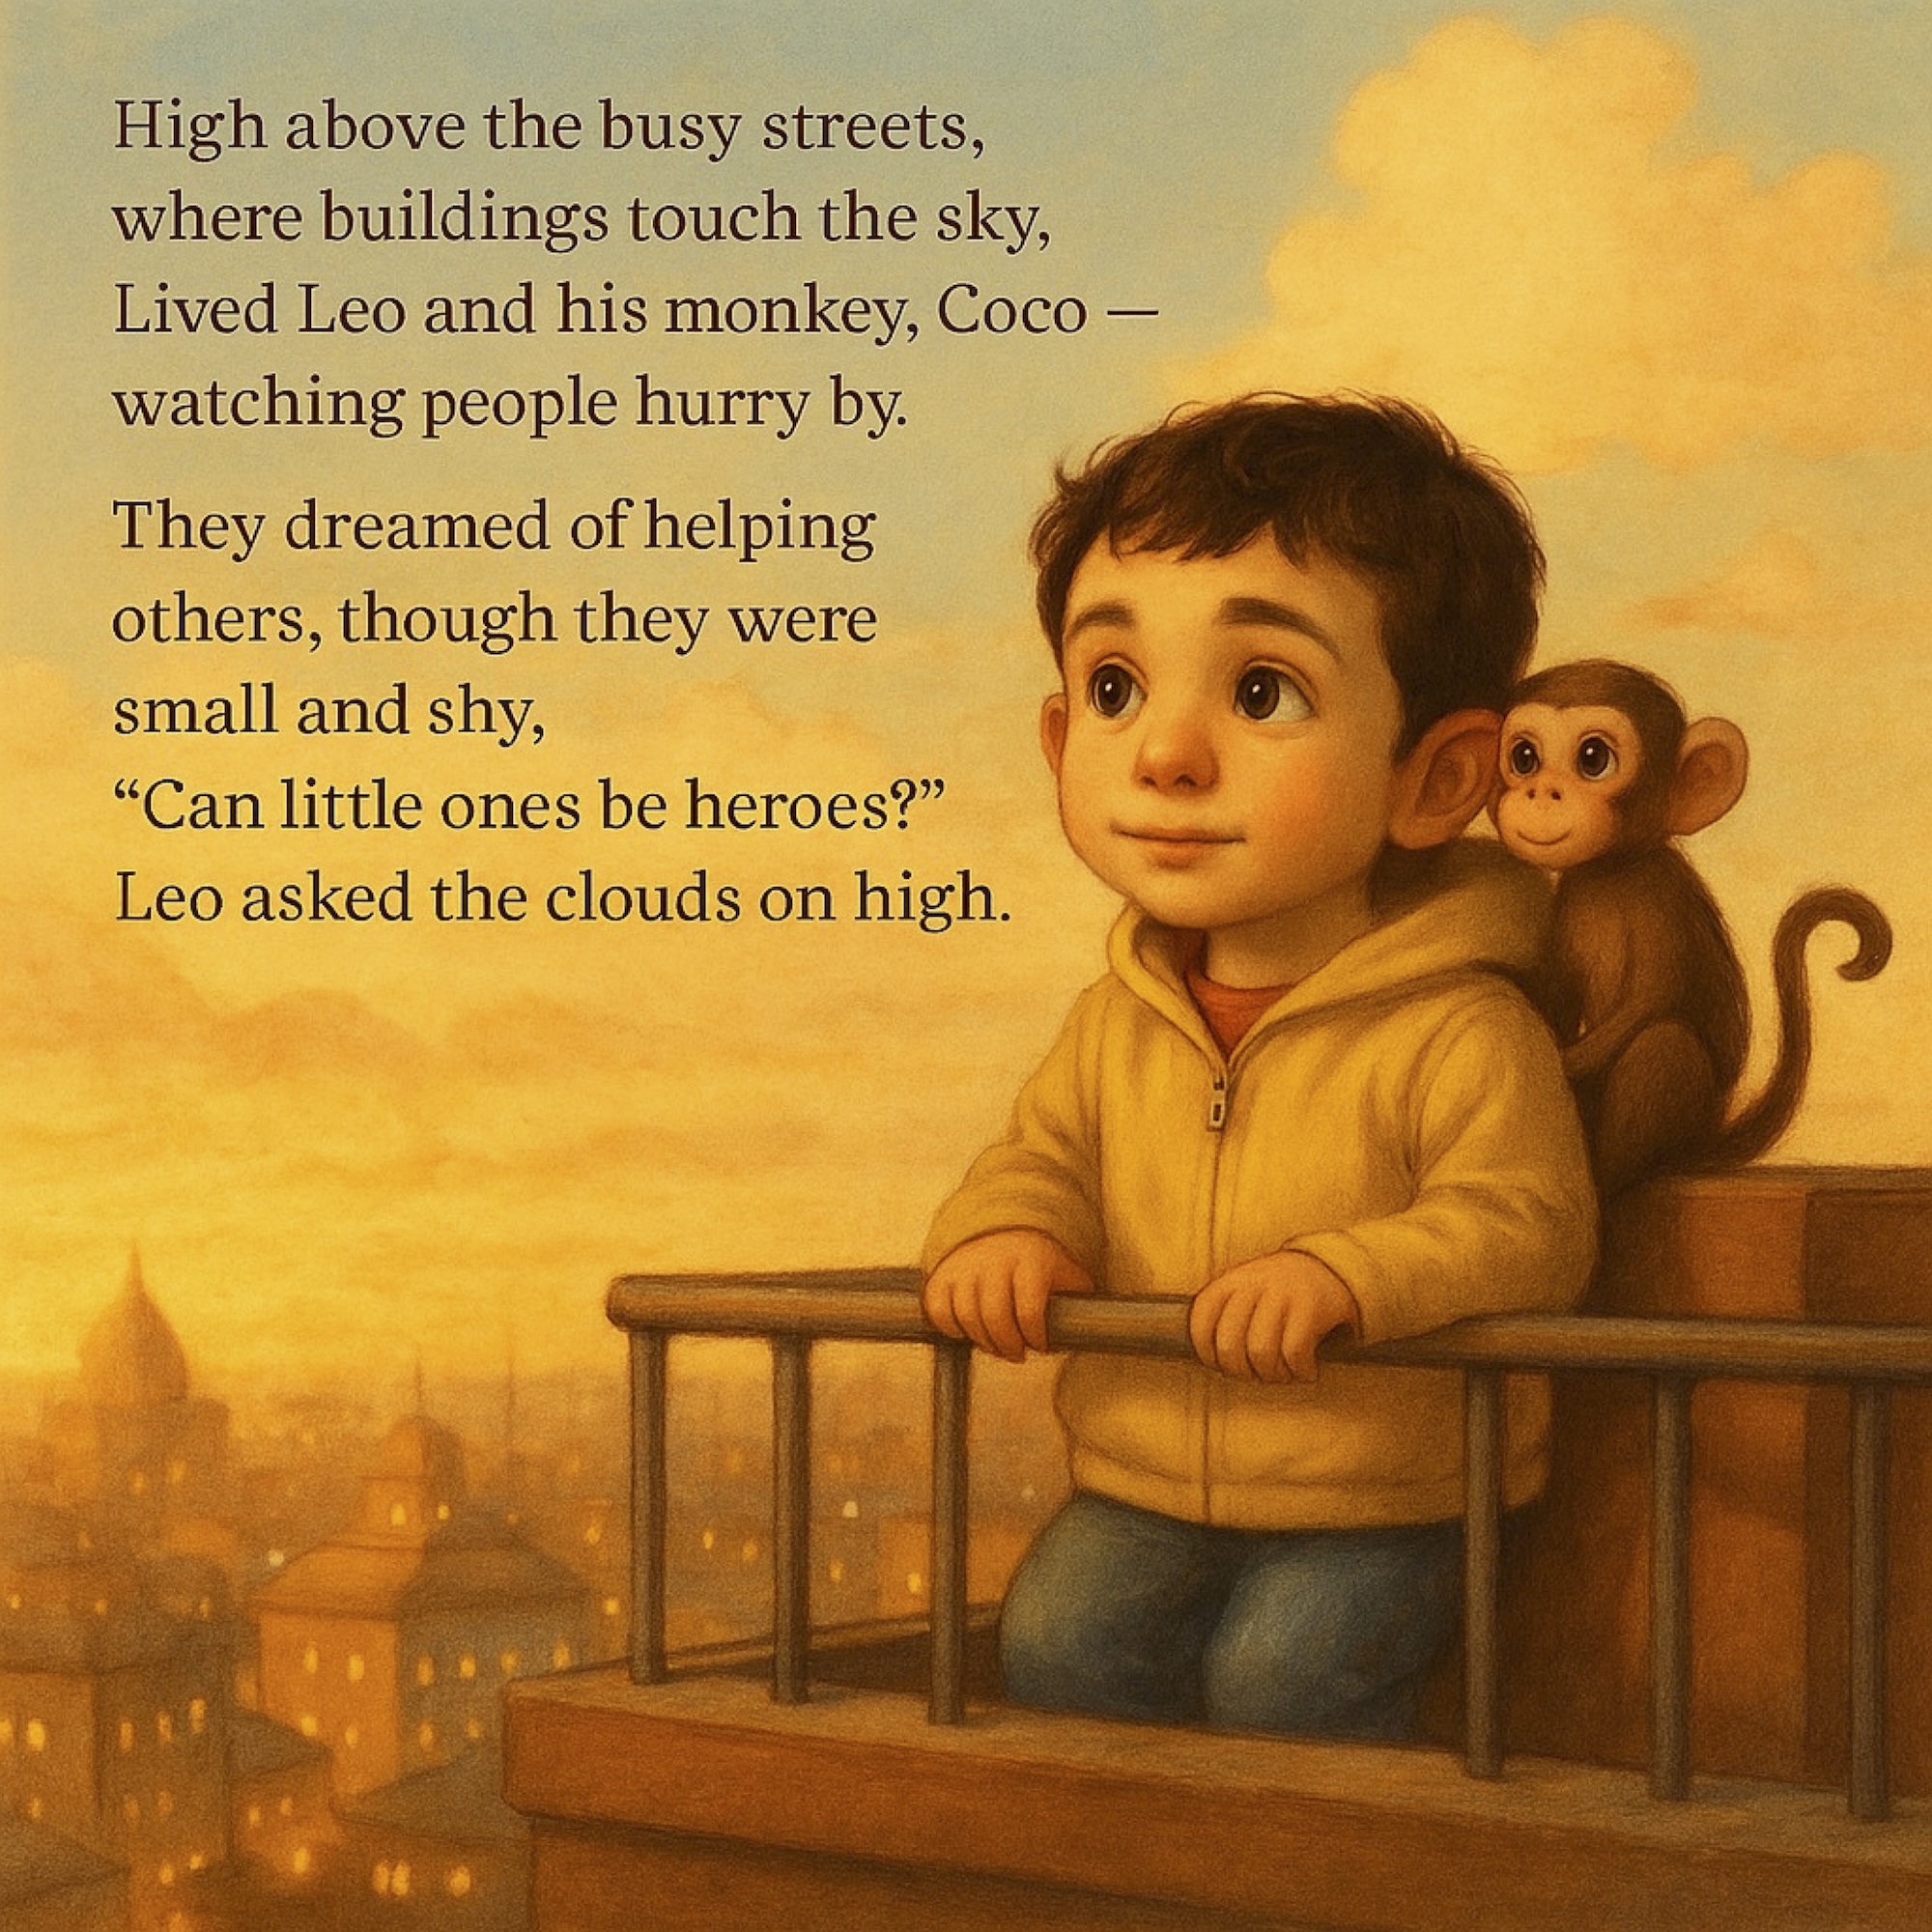 High above the busy streets,
where buildings touch the sky,
Lived Leo and his monkey, Coco —
watching people hurry by.
They dreamed of helping
others, though they were
small and shy,
“Can little ones be heroes?”
Leo asked the clouds on high.